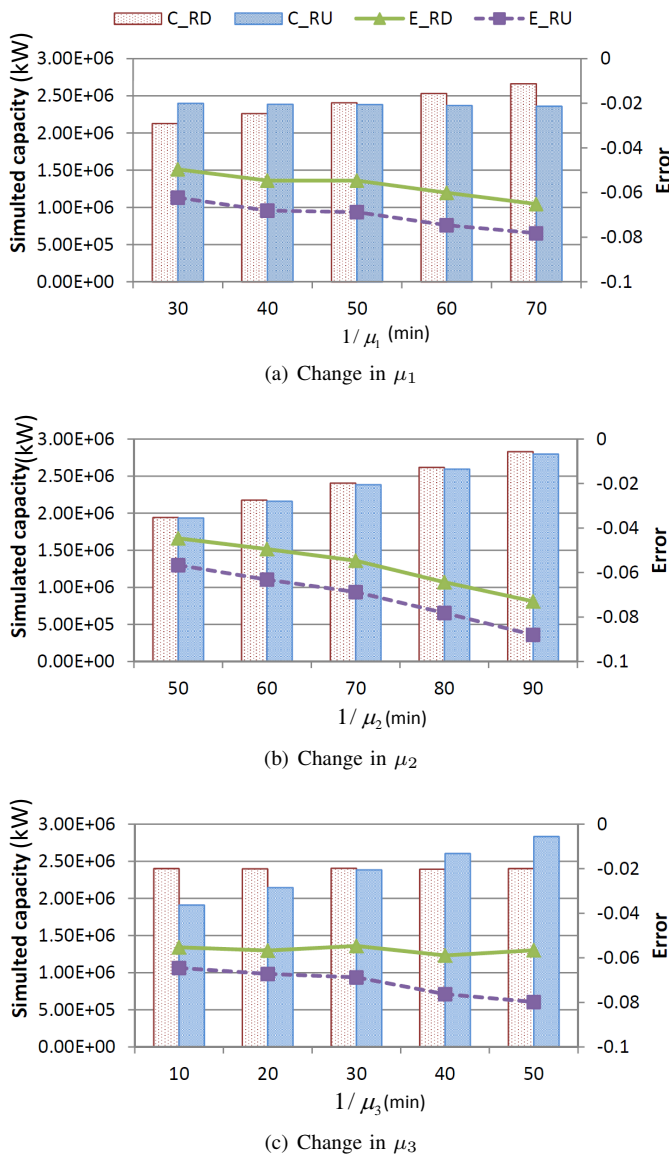 C_RD C_RU E_RD E_RU
Simulted capacity (kW)
3.00E+06
2.50E+06
2.00E+06
1.50E+06
1.00E+06
5.00E+05
0.00E+00
0
-0.02
-0.04
-0.06
-0.08
-0.1
Error
30 40 50 60 70
1/ μ₁ (min)
(a) Change in μ₁
Simulated capacity(kW)
3.00E+06
2.50E+06
2.00E+06
1.50E+06
1.00E+06
5.00E+05
0.00E+00
0
-0.02
-0.04
-0.06
-0.08
-0.1
Error
50 60 70 80 90
1/ μ₂ (min)
(b) Change in μ₂
Simulted capacity (kW)
3.00E+06
2.50E+06
2.00E+06
1.50E+06
1.00E+06
5.00E+05
0.00E+00
0
-0.02
-0.04
-0.06
-0.08
-0.1
Error
10 20 30 40 50
1/ μ₃ (min)
(c) Change in μ₃